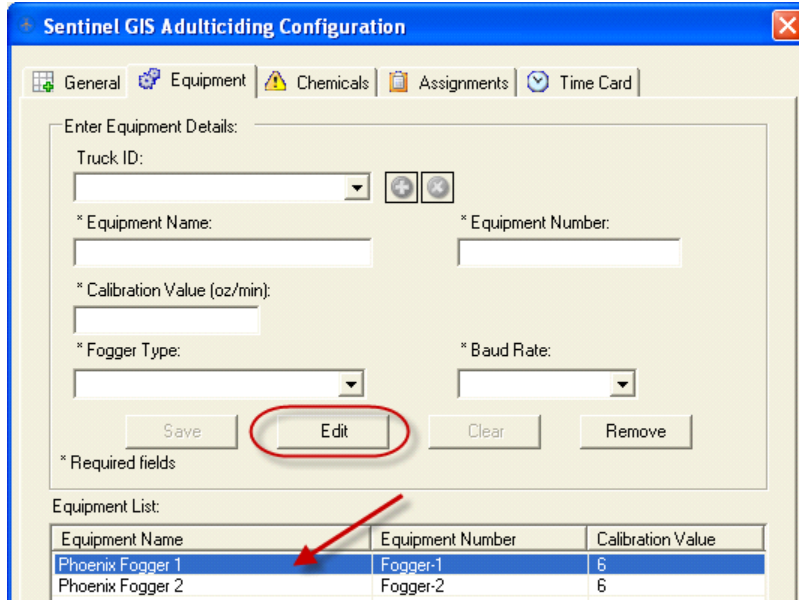 Sentinel GIS Adulticiding Configuration
General Equipment Chemicals Assignments Time Card
Enter Equipment Details:
Truck ID:
* Equipment Name: * Equipment Number:
* Calibration Value (oz/min):
* Fogger Type: * Baud Rate:
Save Edit Clear Remove
* Required fields
Equipment List:
Equipment Name Equipment Number Calibration Value
Phoenix Fogger 1 Fogger-1 6
Phoenix Fogger 2 Fogger-2 6